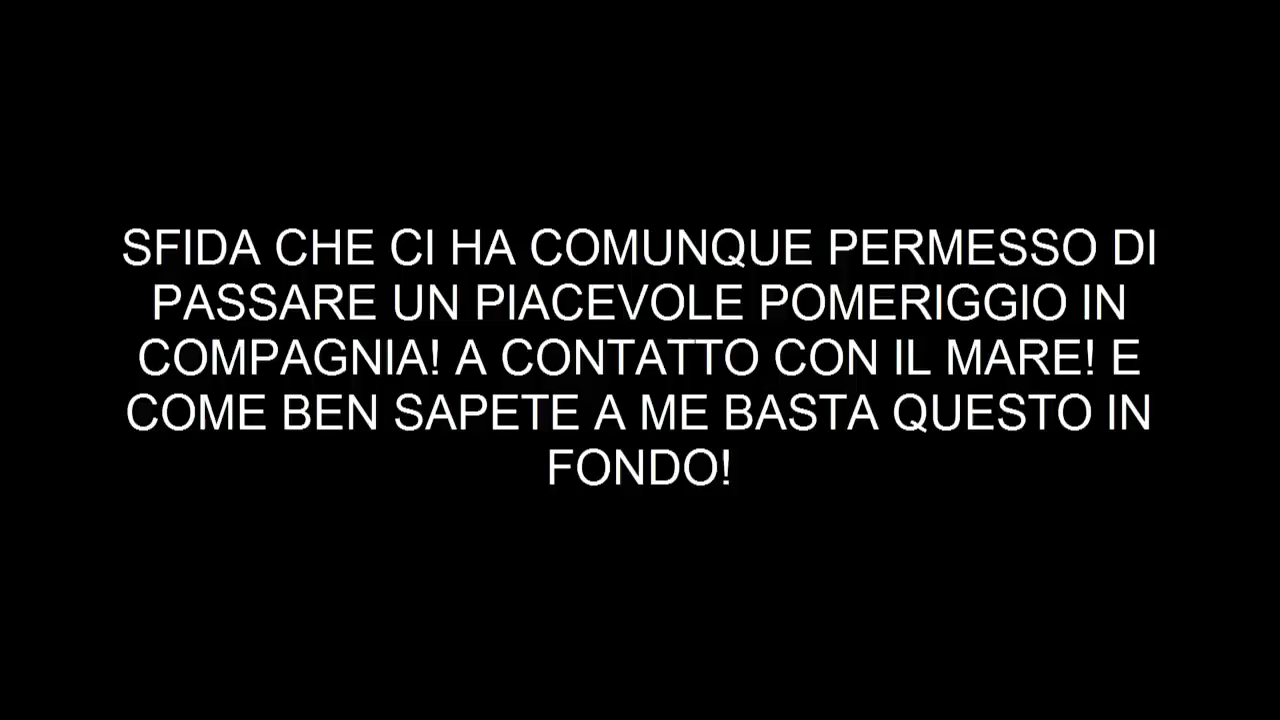 SFIDA CHE CI HA COMUNQUE PERMESSO DI
PASSARE UN PIACEVOLE POMERIGGIO IN
COMPAGNIA! A CONTATTO CON IL MARE! E
COME BEN SAPETE A ME BASTA QUESTO IN
FONDO!